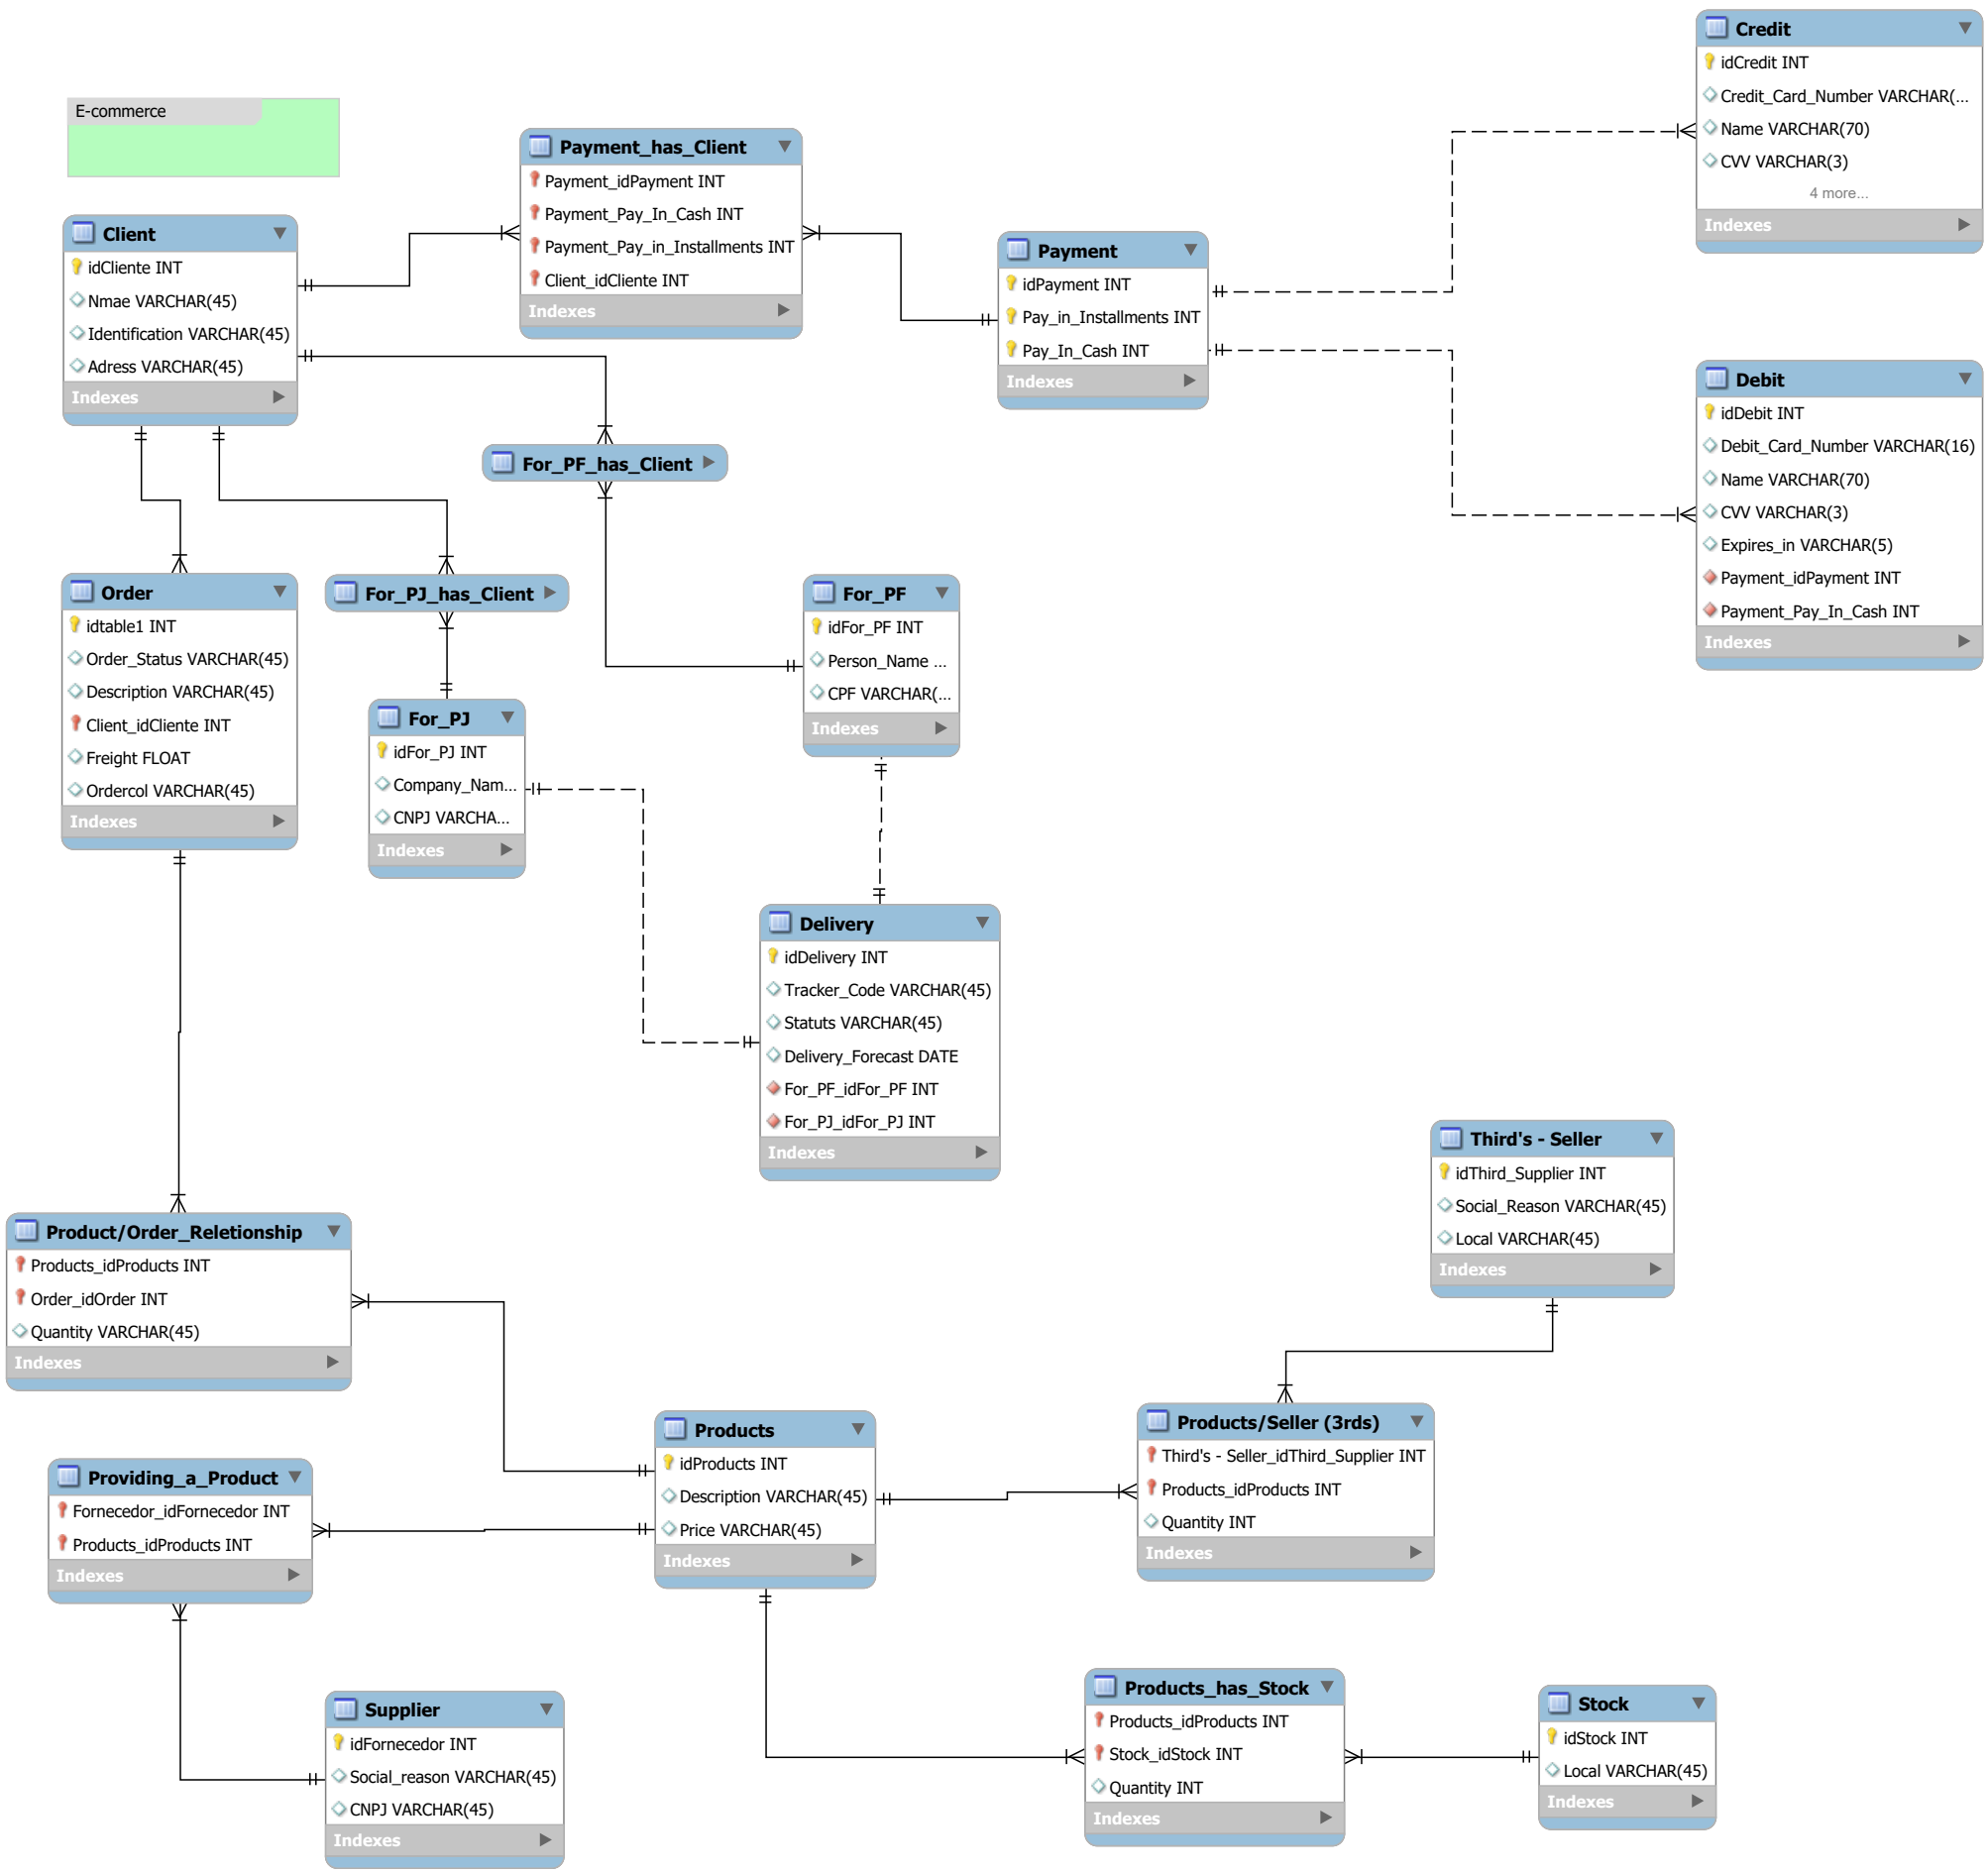 E-commerce
Client
idCliente INT
Nmae VARCHAR(45)
Identification VARCHAR(45)
Adress VARCHAR(45)
Indexes
Payment_has_Client
Payment_idPayment INT
Payment_Pay_In_Cash INT
Payment_Pay_in_Installments INT
Client_idCliente INT
Indexes
Payment
idPayment INT
Pay_in_Installments INT
Pay_In_Cash INT
Indexes
Credit
idCredit INT
Credit_Card_Number VARCHAR(...
Name VARCHAR(70)
CVV VARCHAR(3)
4 more...
Indexes
Debit
idDebit INT
Debit_Card_Number VARCHAR(16)
Name VARCHAR(70)
CVV VARCHAR(3)
Expires_in VARCHAR(5)
Payment_idPayment INT
Payment_Pay_In_Cash INT
Indexes
For_PF_has_Client
For_PJ_has_Client
Order
idtable1 INT
Order_Status VARCHAR(45)
Description VARCHAR(45)
Client_idCliente INT
Freight FLOAT
Ordercol VARCHAR(45)
Indexes
For_PJ
idFor_PJ INT
Company_Nam...
CNPJ VARCHA...
Indexes
For_PF
idFor_PF INT
Person_Name ...
CPF VARCHAR(...
Indexes
Delivery
idDelivery INT
Tracker_Code VARCHAR(45)
Statuts VARCHAR(45)
Delivery_Forecast DATE
For_PF_idFor_PF INT
For_PJ_idFor_PJ INT
Indexes
Third's - Seller
idThird_Supplier INT
Social_Reason VARCHAR(45)
Local VARCHAR(45)
Indexes
Product/Order_Reletionship
Products_idProducts INT
Order_idOrder INT
Quantity VARCHAR(45)
Indexes
Products
idProducts INT
Description VARCHAR(45)
Price VARCHAR(45)
Indexes
Products/Seller (3rds)
Third's - Seller_idThird_Supplier INT
Products_idProducts INT
Quantity INT
Indexes
Providing_a_Product
Fornecedor_idFornecedor INT
Products_idProducts INT
Indexes
Supplier
idFornecedor INT
Social_reason VARCHAR(45)
CNPJ VARCHAR(45)
Indexes
Products_has_Stock
Products_idProducts INT
Stock_idStock INT
Quantity INT
Indexes
Stock
idStock INT
Local VARCHAR(45)
Indexes